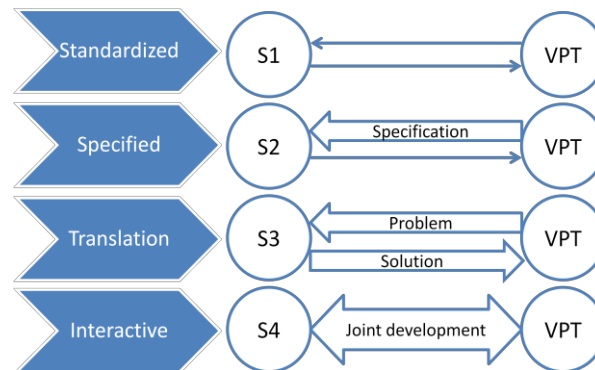 Standardized
S1
VPT
Specified
S2
Specification
VPT
Translation
S3
Problem
Solution
VPT
Interactive
S4
Joint development
VPT